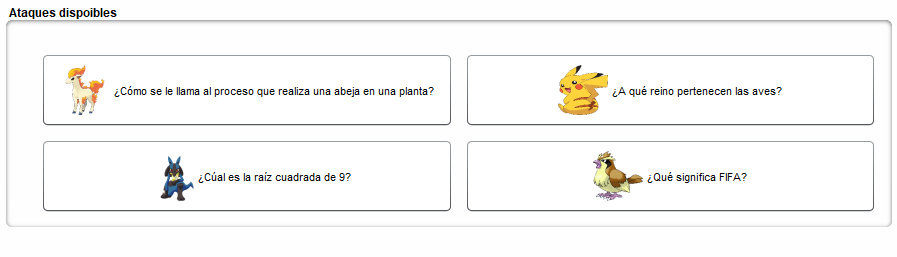 Ataques dispoibles
¿Cómo se le llama al proceso que realiza una abeja en una planta?
¿A qué reino pertenecen las aves?
¿Cúal es la raíz cuadrada de 9?
¿Qué significa FIFA?